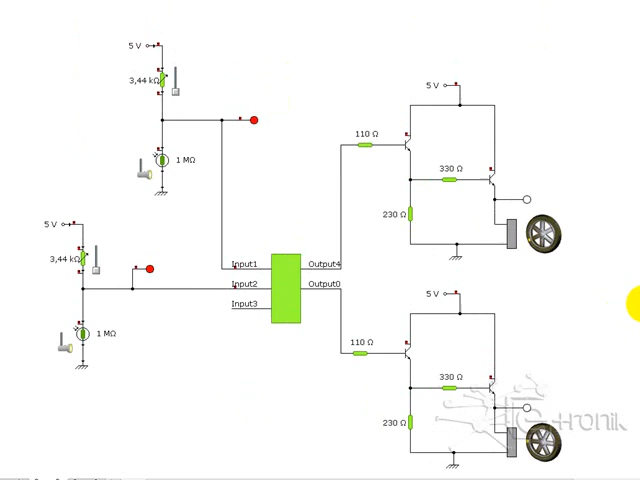 5 V
3,44 kΩ
1 MΩ
5 V
3,44 kΩ
1 MΩ
Input1
Input2
Input3
Output4
Output0
5 V
110 Ω
330 Ω
230 Ω
5 V
110 Ω
330 Ω
230 Ω
tronik